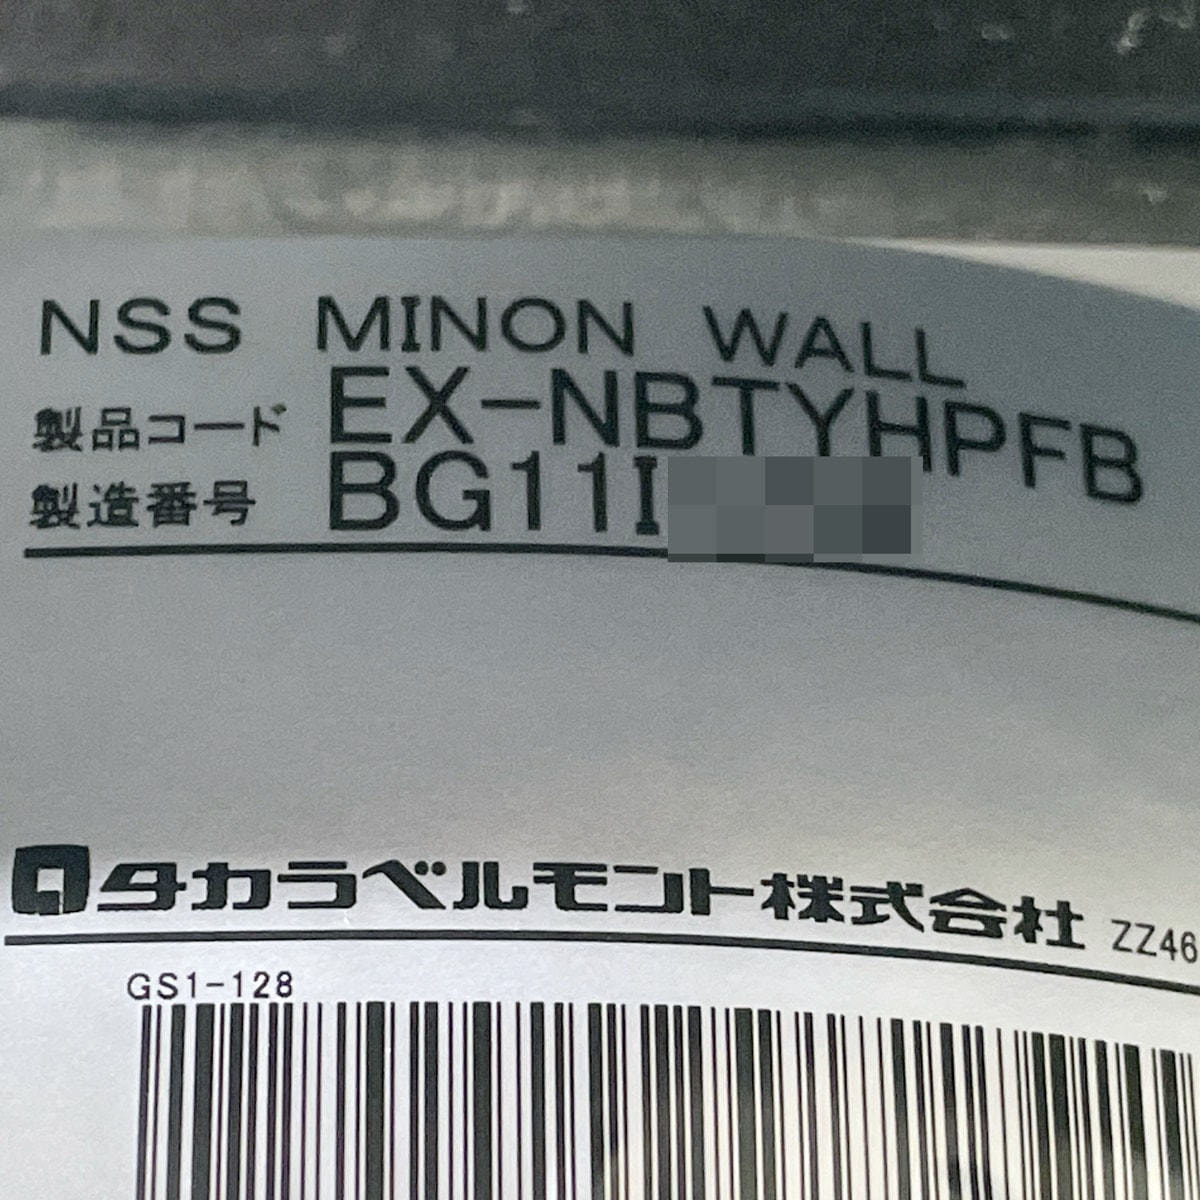 NSS MINON WALL
製品コード EX-NBTYHPFB
製造番号 BG11I
タカラベルモント株式会社 ZZ46
GS1-128